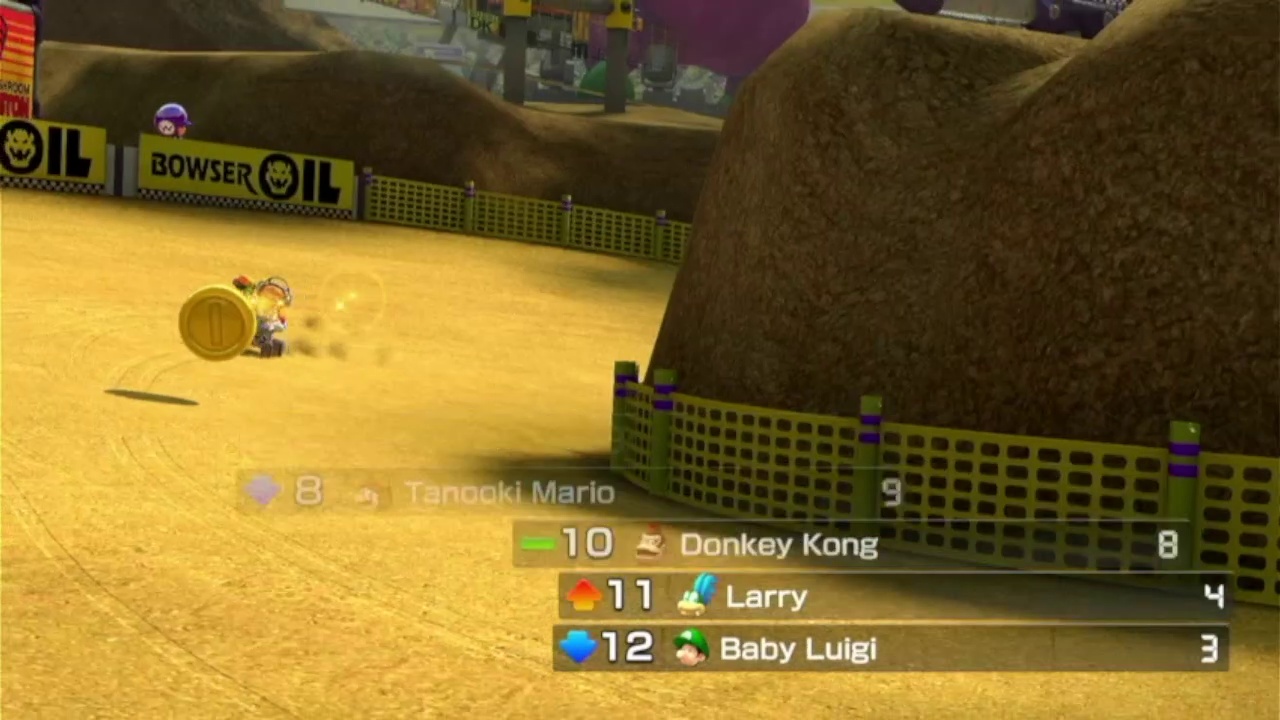 OIL
BOWSER OIL
8 Tanooki Mario 9
10 Donkey Kong 8
11 Larry 4
12 Baby Luigi 3